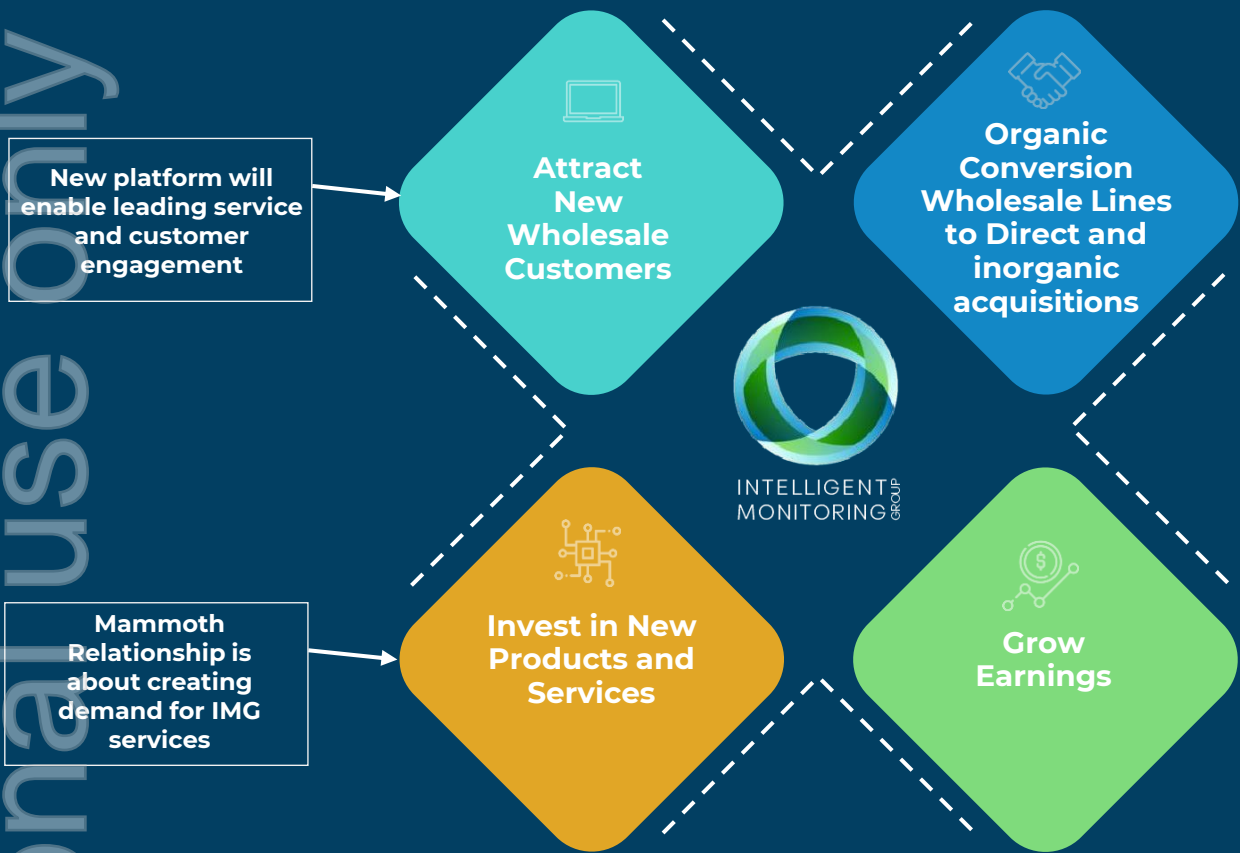 New platform will
enable leading service
and customer
engagement
Attract
New
Wholesale
Customers
Organic
Conversion
Wholesale Lines
to Direct and
inorganic
acquisitions
INTELLIGENT
MONITORING
GROUP
Mammoth
Relationship is
about creating
demand for IMG
services
Invest in New
Products and
Services
$
Grow
Earnings
use only